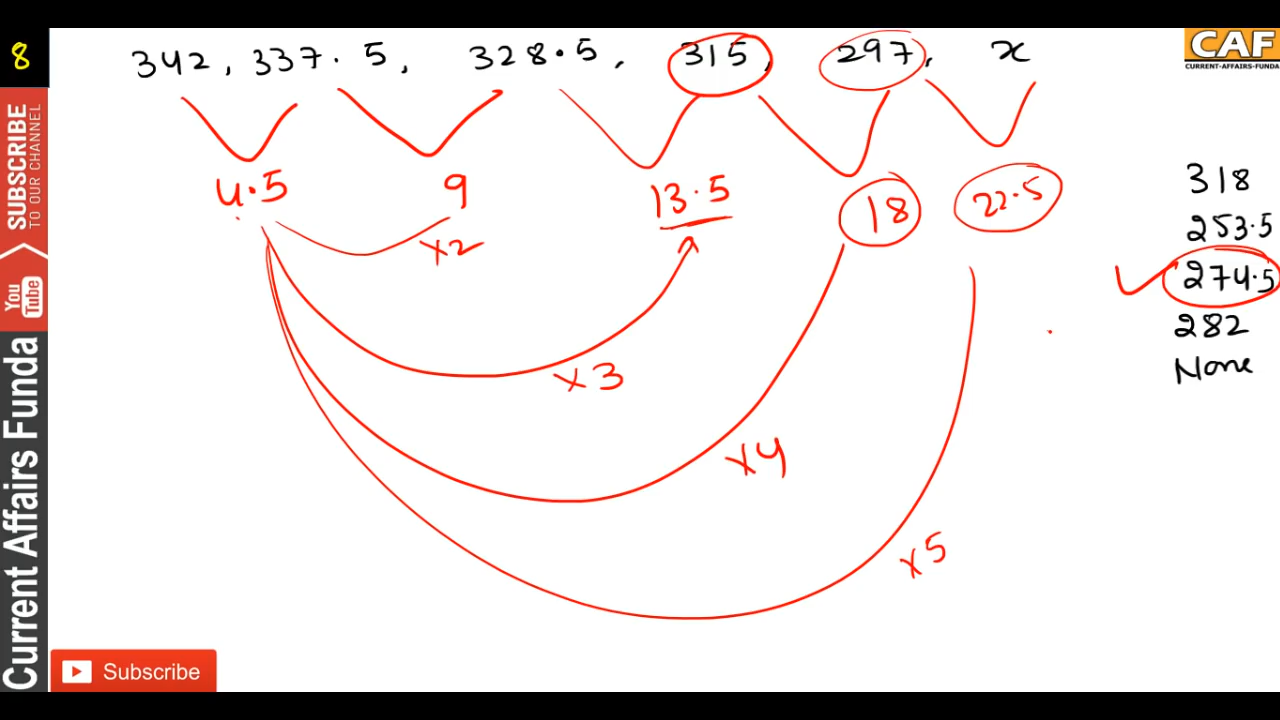 8
342, 337.5, 328.5, 315, 297, x
CAF
CURRENT-AFFAIRS-FUNDA
SUBSCRIBE
TO OUR CHANNEL
You Tube
Current Affairs Funda
4.5 9 13.5 18 22.5
×2
×3
×4
×5
318
253.5
274.5
282
None
Subscribe